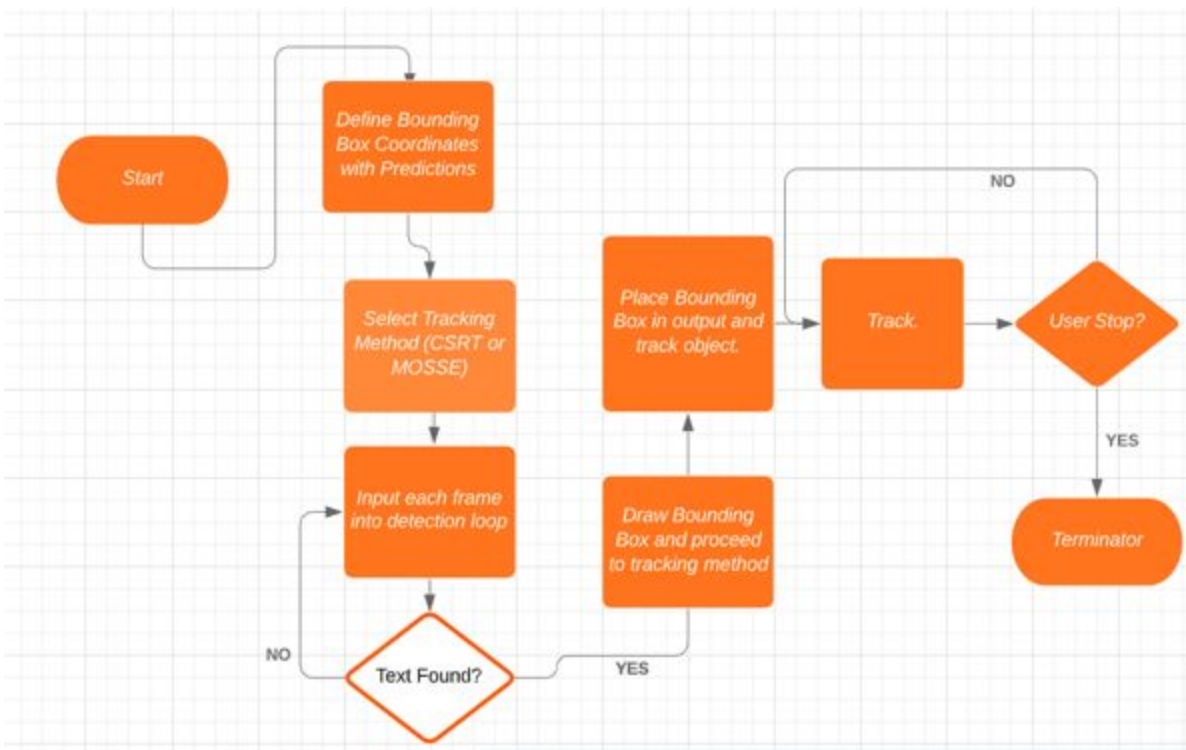 Start
Define Bounding
Box Coordinates
with Predictions
Select Tracking
Method (CSRT or
MOSSE)
Input each frame
into detection loop
Text Found?
NO
YES
Draw Bounding
Box and proceed
to tracking method
Place Bounding
Box in output and
track object.
Track.
User Stop?
NO
YES
Terminator